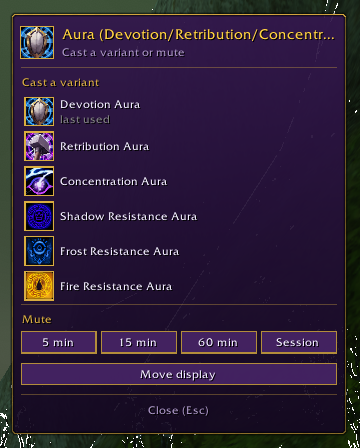 Aura (Devotion/Retribution/Concentr...
Cast a variant or mute
Cast a variant
Devotion Aura
last used
Retribution Aura
Concentration Aura
Shadow Resistance Aura
Frost Resistance Aura
Fire Resistance Aura
Mute
5 min
15 min
60 min
Session
Move display
Close (Esc)